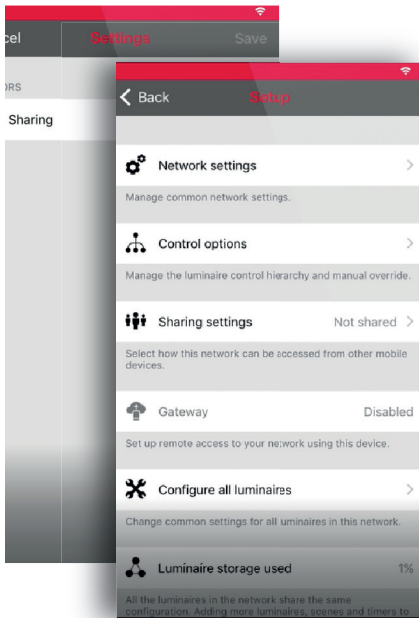 cel Settings Save
ORS
Sharing
Back Setup
Network settings
Manage common network settings.
Control options
Manage the luminaire control hierarchy and manual override.
Sharing settings Not shared
Select how this network can be accessed from other mobile
devices.
Gateway Disabled
Set up remote access to your network using this device.
Configure all luminaires
Change common settings for all uminaires in this network.
Luminaire storage used 1%
All the luminaires in the network share the same
configuration. Adding more luminaires, scenes and timers to